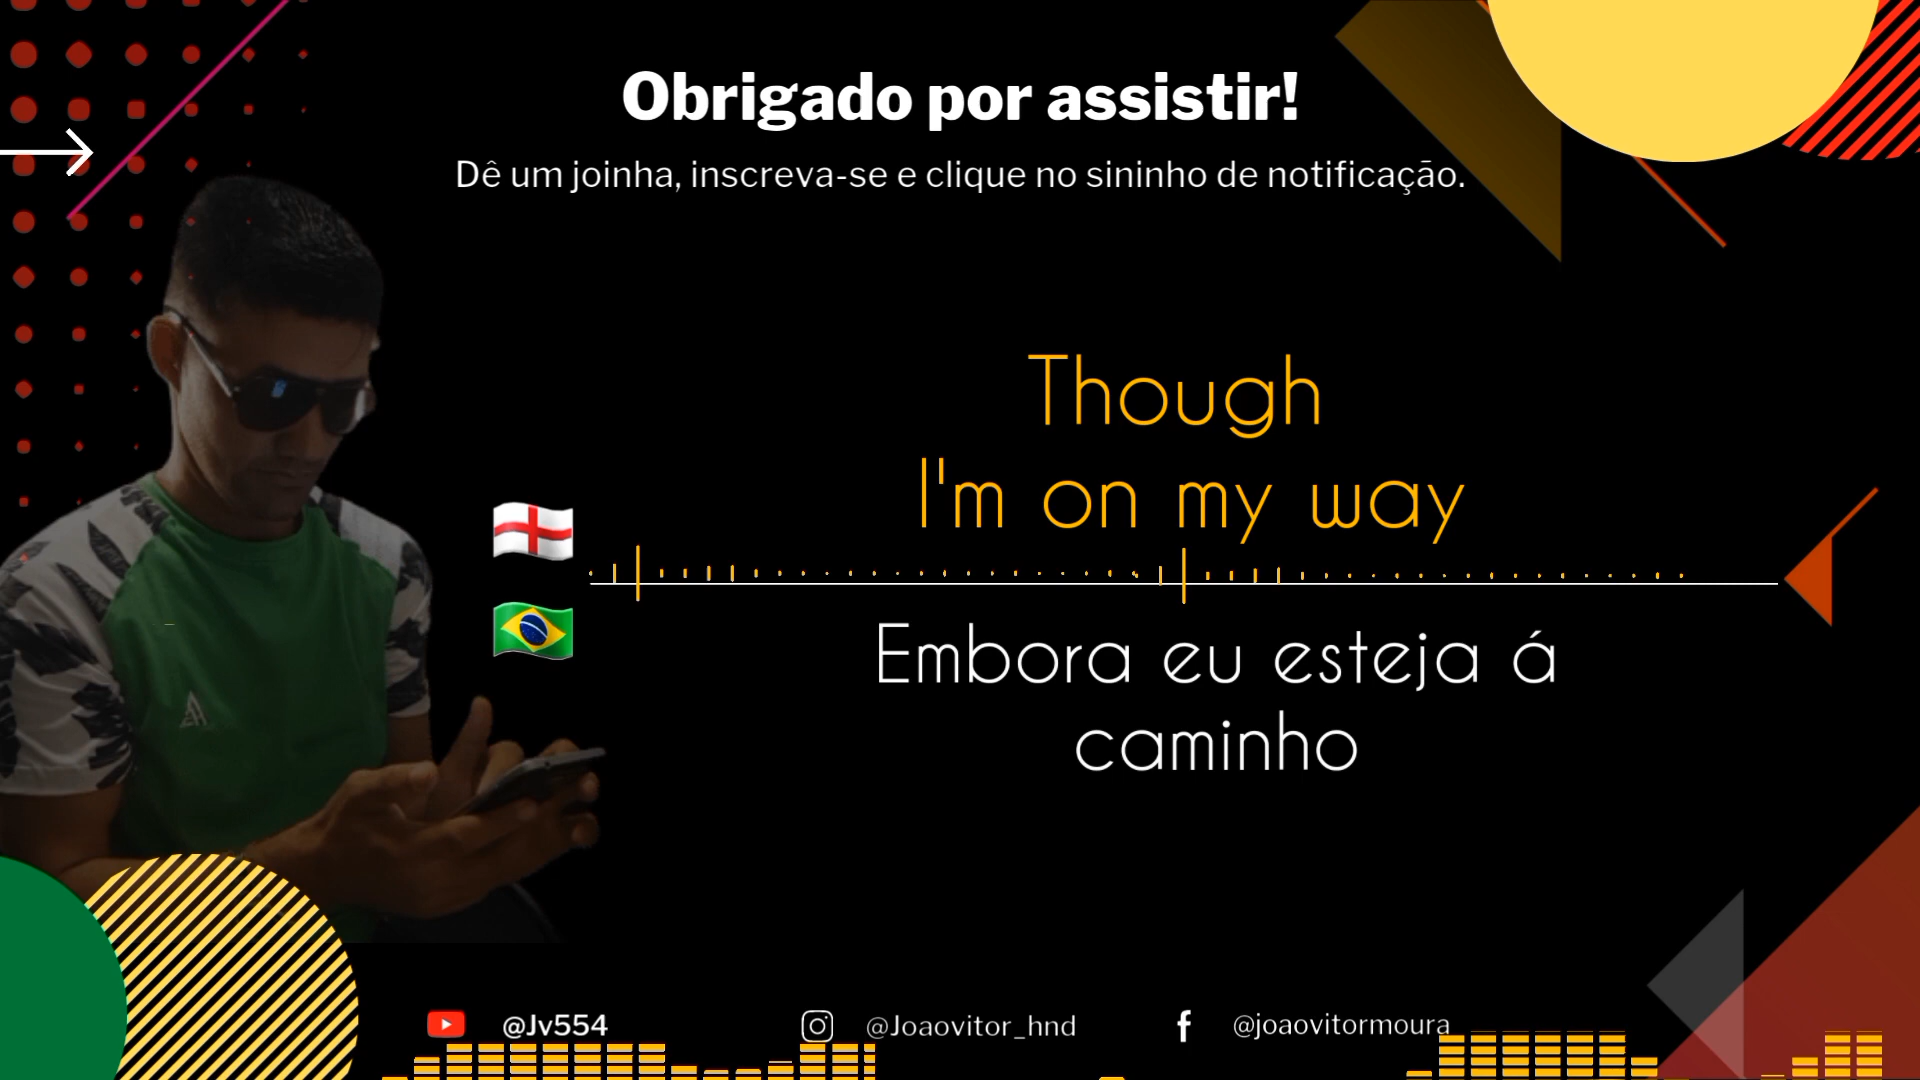 Obrigado por assistir!
Dê um joinha, inscreva-se e clique no sininho de notificação.
Though
I'm on my way
Embora eu esteja á
caminho
@Jv554
@Joaovitor_hnd
@joaovitormoura